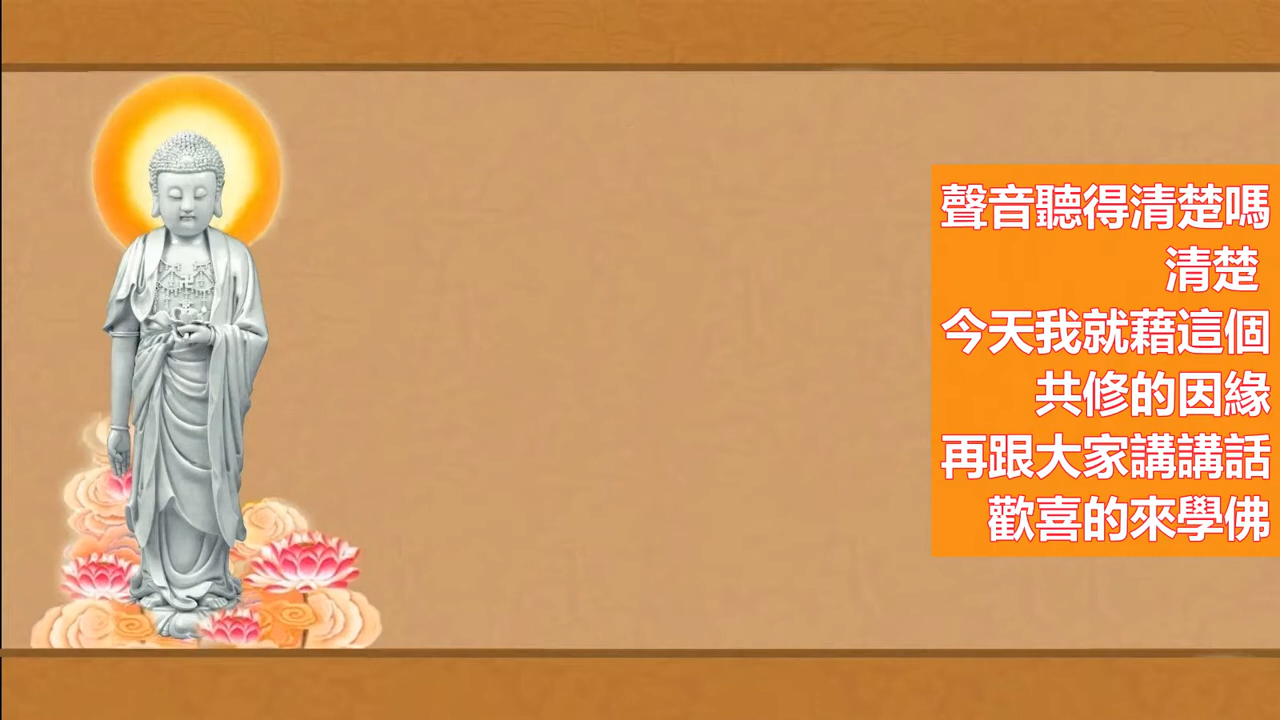 聲音聽得清楚嗎
清楚
今天我就藉這個
共修的因緣
再跟大家講講話
歡喜的來學佛